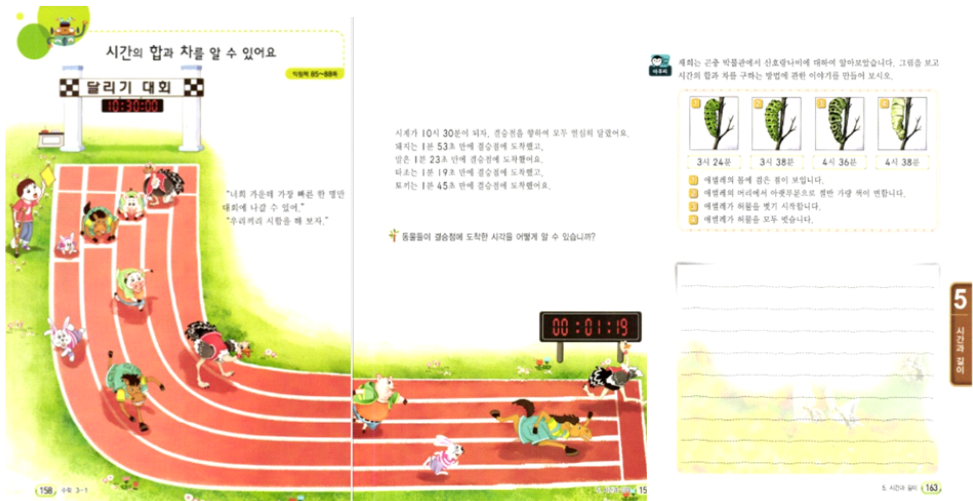 시간의 합과 차를 알 수 있어요
익힘책 85~88쪽
달리기 대회
10:30:00
"너희 가운데 가장 빠른 한 명만
대회에 나갈 수 있어."
"우리끼리 시합을 해 보자."
158 수학 3-1
시계가 10시 30분이 되자, 결승점을 향하여 모두 열심히 달렸어요.
돼지는 1분 53초 만에 결승점에 도착했고,
말은 1분 23초 만에 결승점에 도착했어요.
타조는 1분 19초 만에 결승점에 도착했고,
토끼는 1분 45초 만에 결승점에 도착했어요.
동물들이 결승점에 도착한 시각을 어떻게 알 수 있습니까?
00:01:19
15
재희는 곤충 박물관에서 산호랑나비에 대하여 알아보았습니다. 그림을 보고
시간의 합과 차를 구하는 방법에 관한 이야기를 만들어 보시오.
1 2 3 4
3시 24분 3시 38분 4시 36분 4시 38분
1 애벌레의 몸에 검은 점이 보입니다.
2 애벌레의 머리에서 아랫부분으로 절반 가량 색이 변합니다.
3 애벌레가 허물을 벗기 시작합니다.
4 애벌레가 허물을 모두 벗습니다.
5
시간과 길이
5. 시간과 길이 163